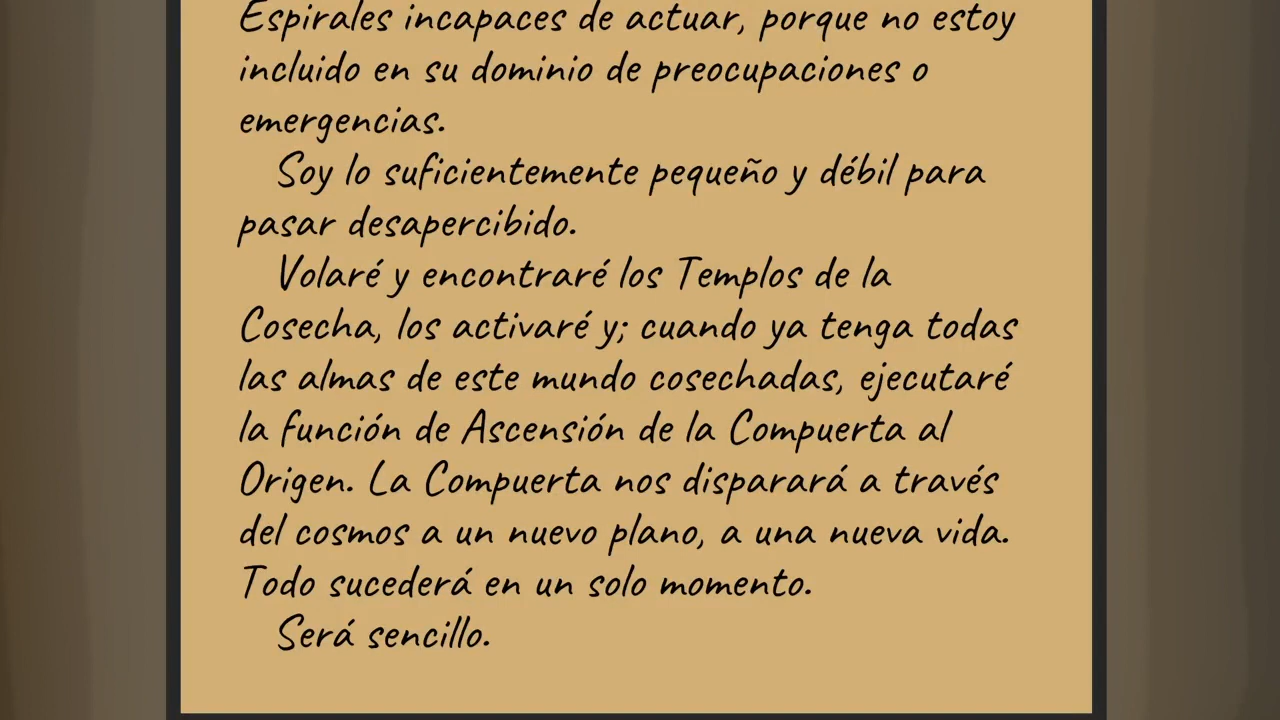 Espirales incapaces de actuar, porque no estoy
incluido en su dominio de preocupaciones o
emergencias.
Soy lo suficientemente pequeño y débil para
pasar desapercibido.
Volaré y encontraré los Templos de la
Cosecha, los activaré y; cuando ya tenga todas
las almas de este mundo cosechadas, ejecutaré
la función de Ascensión de la Compuerta al
Origen. La Compuerta nos disparará a través
del cosmos a un nuevo plano, a una nueva vida.
Todo sucederá en un solo momento.
Será sencillo.